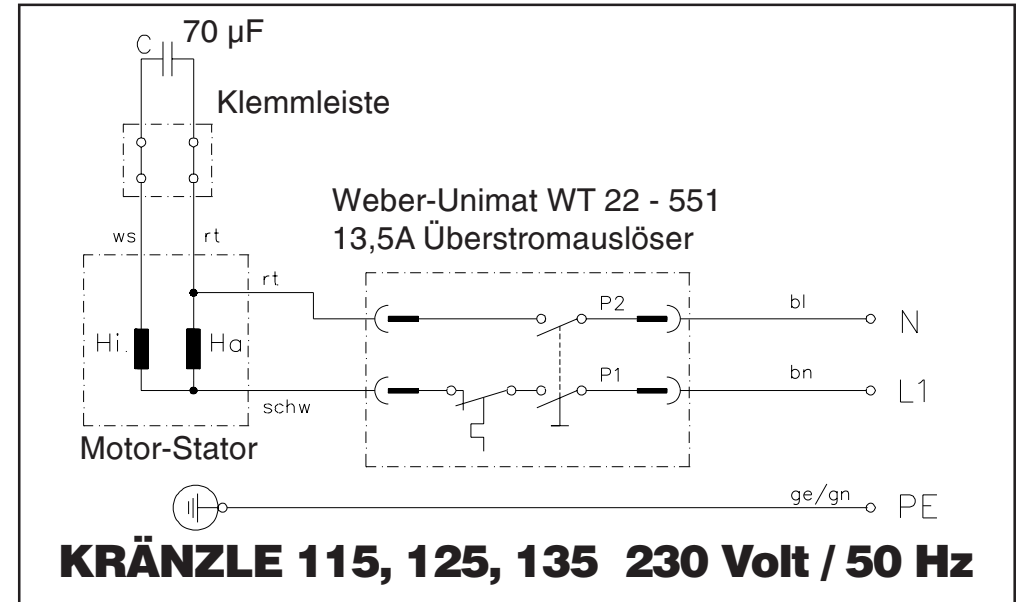 C 70 µF
Klemmleiste
Weber-Unimat WT 22 - 551
13,5A Überstromauslöser
ws rt
rt
P2 bl N
Hi. Ha
P1 bn L1
schw
Motor-Stator
ge/gn PE
KRÄNZLE 115, 125, 135 230 Volt / 50 Hz